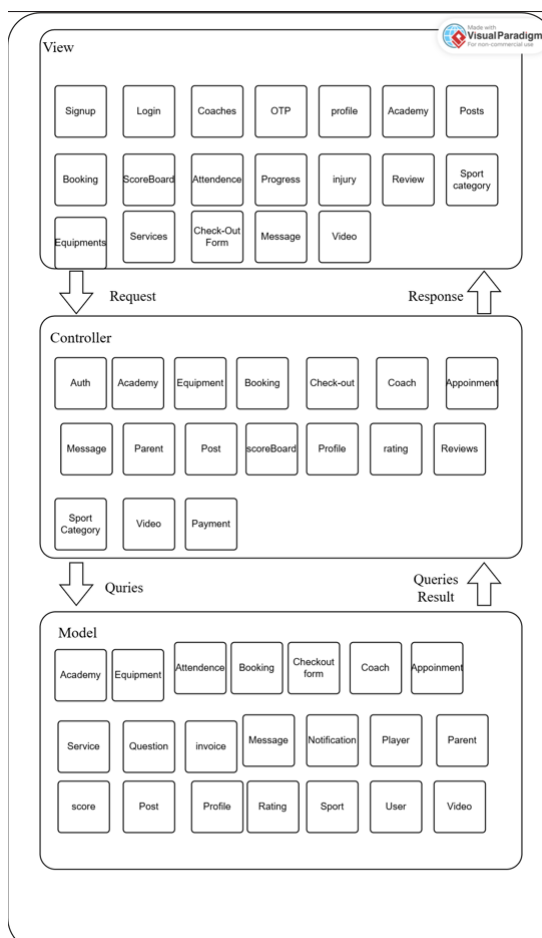 Made with
Visual Paradigm
For non-commercial use
View
Signup
Login
Coaches
OTP
profile
Academy
Posts
Booking
ScoreBoard
Attendence
Progress
injury
Review
Sport
category
Equipments
Services
Check-Out
Form
Message
Video
Request
Response
Controller
Auth
Academy
Equipment
Booking
Check-out
Coach
Appoinment
Message
Parent
Post
scoreBoard
Profile
rating
Reviews
Sport
Category
Video
Payment
Quries
Queries
Result
Model
Academy
Equipment
Attendence
Booking
Checkout
form
Coach
Appoinment
Service
Question
invoice
Message
Notification
Player
Parent
score
Post
Profile
Rating
Sport
User
Video